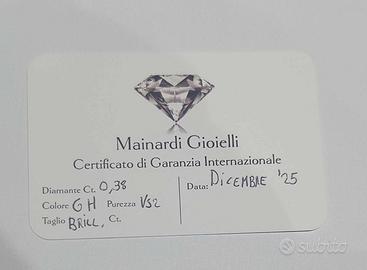 Mainardi Gioielli
Certificato di Garanzia Internazionale
Diamante Ct. 0,38
Colore GH Purezza VS2
Taglio BRILL. Ct.
Data: DICEMBRE '25
subito